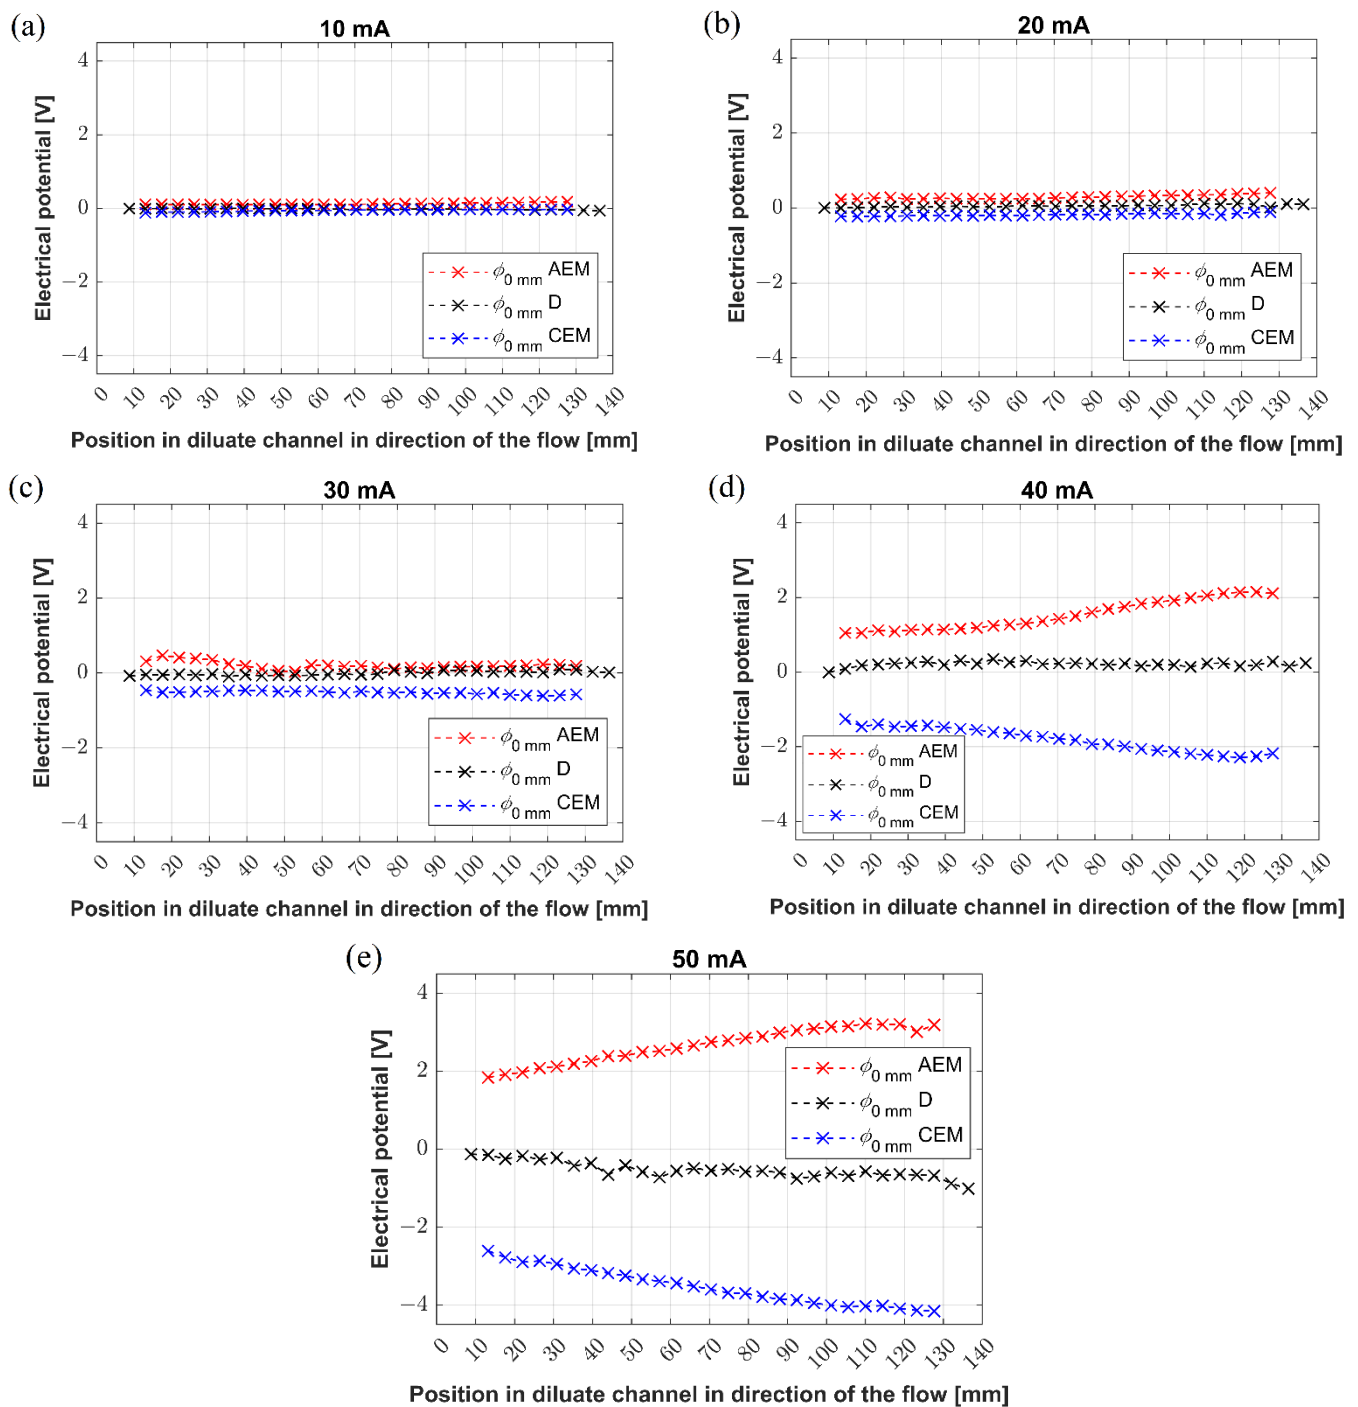 (a)
10 mA
Electrical potential [V]
4
2
0
−2
−4
ϕ0 mm AEM
ϕ0 mm D
ϕ0 mm CEM
0 10 20 30 40 50 60 70 80 90 100 110 120 130 140
Position in diluate channel in direction of the flow [mm]
(b)
20 mA
Electrical potential [V]
4
2
0
−2
−4
ϕ0 mm AEM
ϕ0 mm D
ϕ0 mm CEM
0 10 20 30 40 50 60 70 80 90 100 110 120 130 140
Position in diluate channel in direction of the flow [mm]
(c)
30 mA
Electrical potential [V]
4
2
0
−2
−4
ϕ0 mm AEM
ϕ0 mm D
ϕ0 mm CEM
0 10 20 30 40 50 60 70 80 90 100 110 120 130 140
Position in diluate channel in direction of the flow [mm]
(d)
40 mA
Electrical potential [V]
4
2
0
−2
−4
ϕ0 mm AEM
ϕ0 mm D
ϕ0 mm CEM
0 10 20 30 40 50 60 70 80 90 100 110 120 130 140
Position in diluate channel in direction of the flow [mm]
(e)
50 mA
Electrical potential [V]
4
2
0
−2
−4
ϕ0 mm AEM
ϕ0 mm D
ϕ0 mm CEM
0 10 20 30 40 50 60 70 80 90 100 110 120 130 140
Position in diluate channel in direction of the flow [mm]